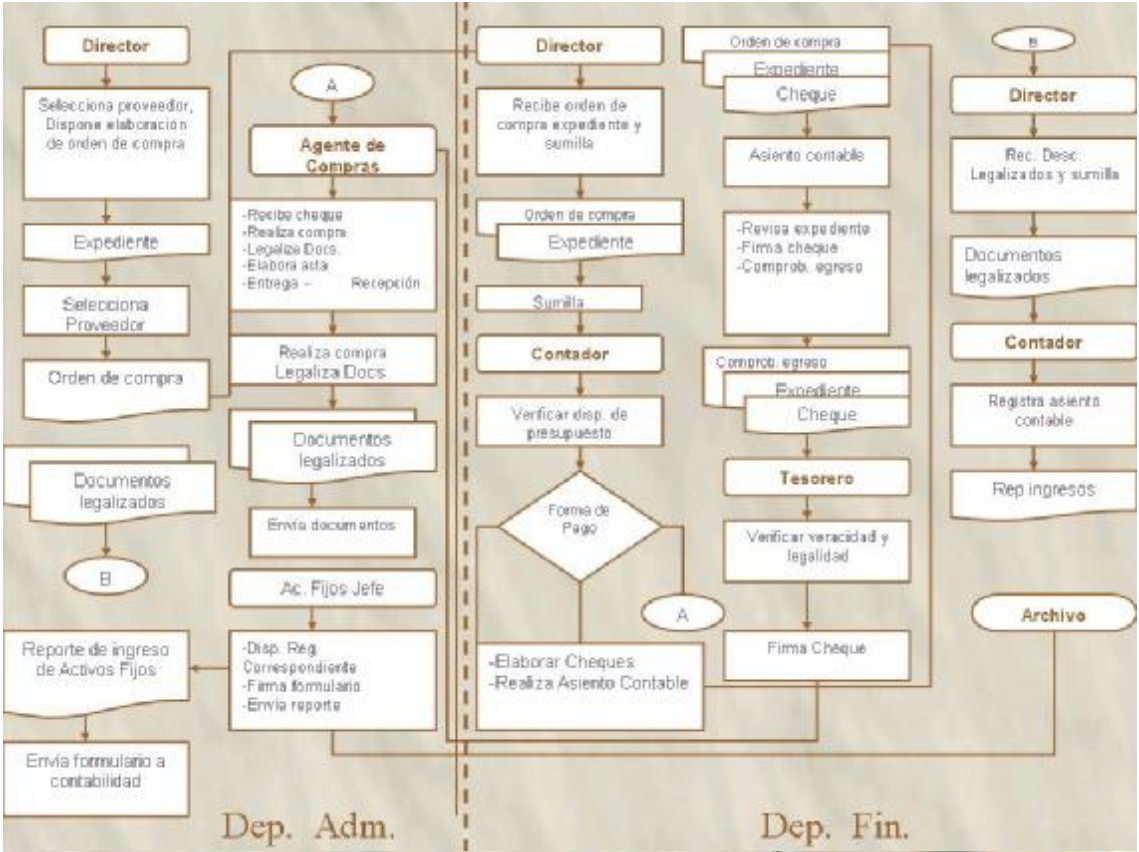 Director
Selecciona proveedor,
Dispone elaboración
de orden de compra
Expediente
Selecciona
Proveedor
Orden de compra
Documentos
legalizados
B
Reporte de ingreso
de Activos Fijos
Envía formulario a
contabilidad
A
Agente de
Compras
-Recibe cheque
-Realiza compra
-Legaliza Docs.
-Elabora acta
-Entrega – Recepción
Realiza compra
Legaliza Docs.
Documentos
legalizados
Envía documentos
Ac. Fijos Jefe
-Disp. Reg.
Correspondiente
-Firma formulario
-Envía reporte
Dep. Adm.
Director
Recibe orden de
compra expediente y
sumilla
Orden de compra
Expediente
Sumilla
Contador
Verificar disp. de
presupuesto
Forma de
Pago
A
-Elaborar Cheques
-Realiza Asiento Contable
Orden de compra
Expediente
Cheque
Asiento contable
-Revisa expediente
-Firma cheque
-Comprob. egreso
Comprob. egreso
Expediente
Cheque
Tesorero
Verificar veracidad y
legalidad
Firma Cheque
B
Director
Rec. Desc.
Legalizados y sumilla
Documentos
legalizados
Contador
Registra asiento
contable
Rep ingresos
Archivo
Dep. Fin.